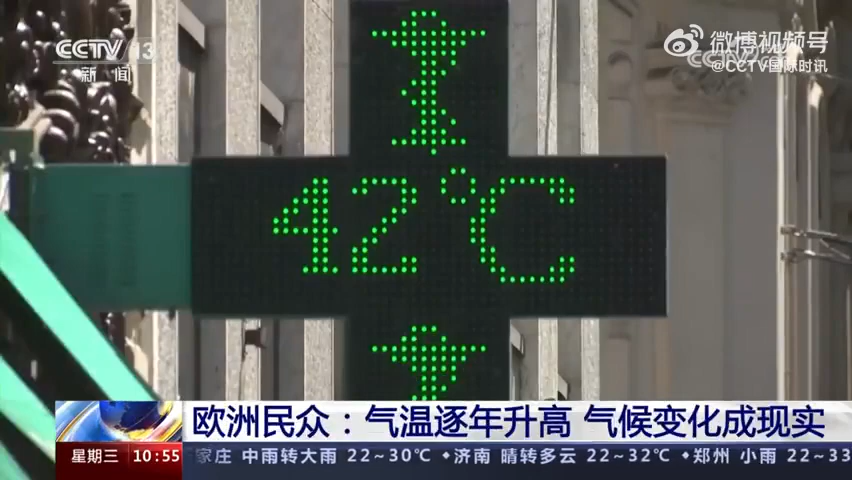 CCTV 13
新闻
微博视频号
@CCTV国际时讯
42℃
欧洲民众：气温逐年升高 气候变化成现实
星期三 10:55
家庄 中雨转大雨 22～30℃ ◆济南 晴转多云 22～32℃ ◆郑州 小雨 22～33